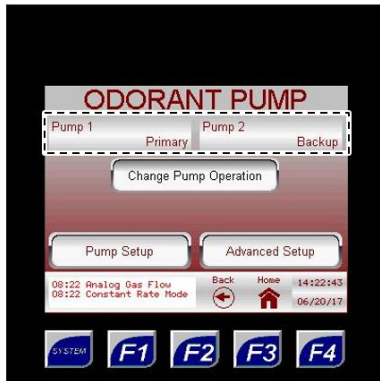 ODORANT PUMP
Pump 1
Primary
Pump 2
Backup
Change Pump Operation
Pump Setup
Advanced Setup
08:22 Analog Gas Flow
08:22 Constant Rate Mode
Back
Home
14:22:43
06/20/17
SYSTEM
F1
F2
F3
F4